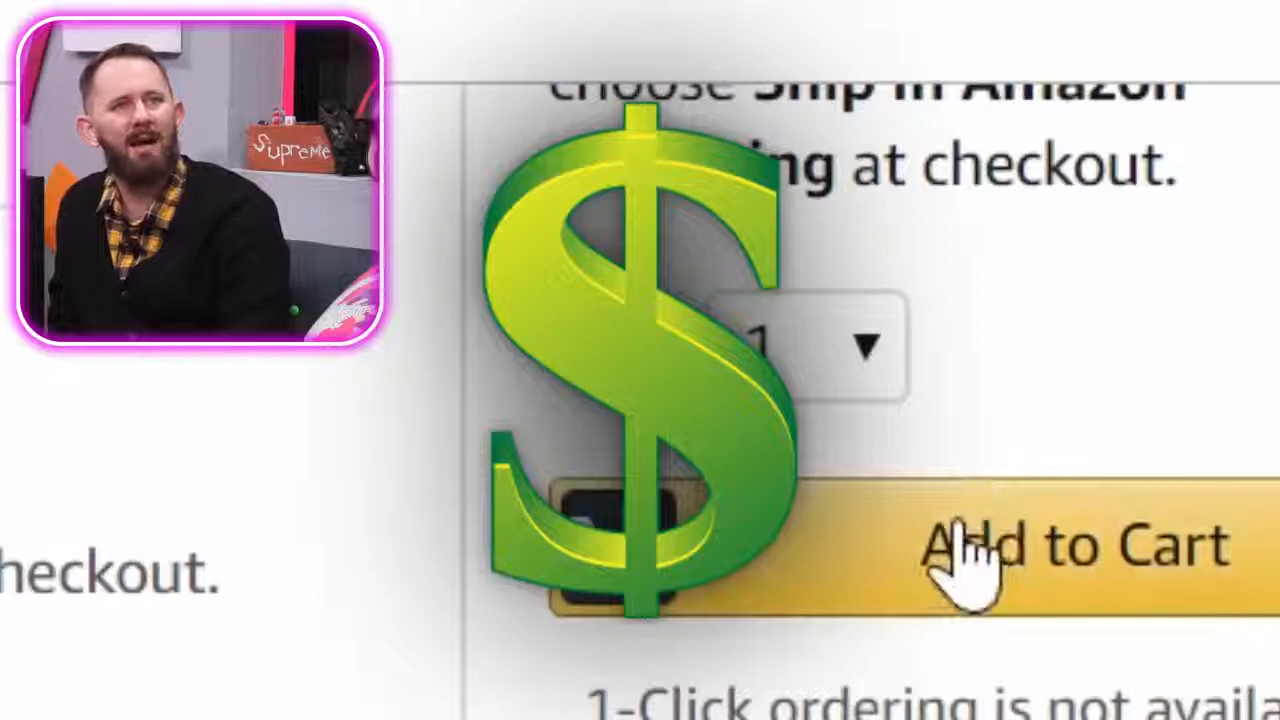 Supreme
choose Ship in Amazon
ing at checkout.
1
heckout.
Add to Cart
1-Click ordering is not availa